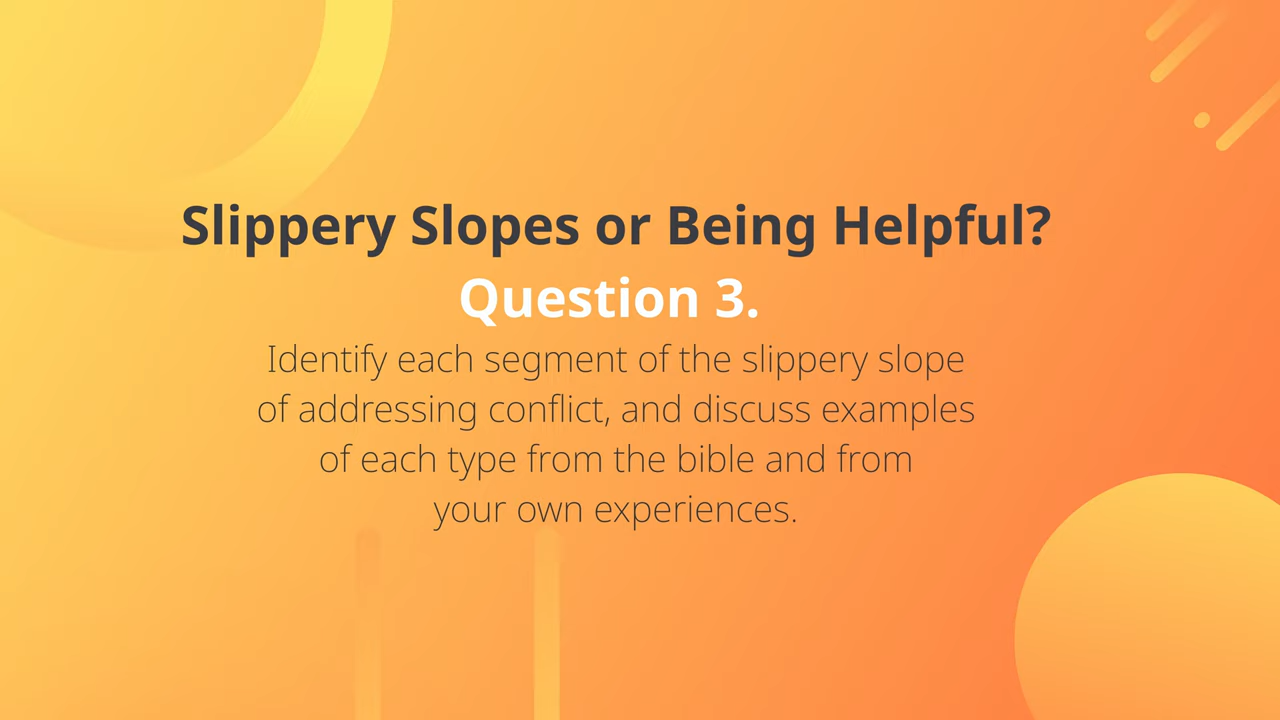 Slippery Slopes or Being Helpful?
Question 3.
Identify each segment of the slippery slope
of addressing conflict, and discuss examples
of each type from the bible and from
your own experiences.